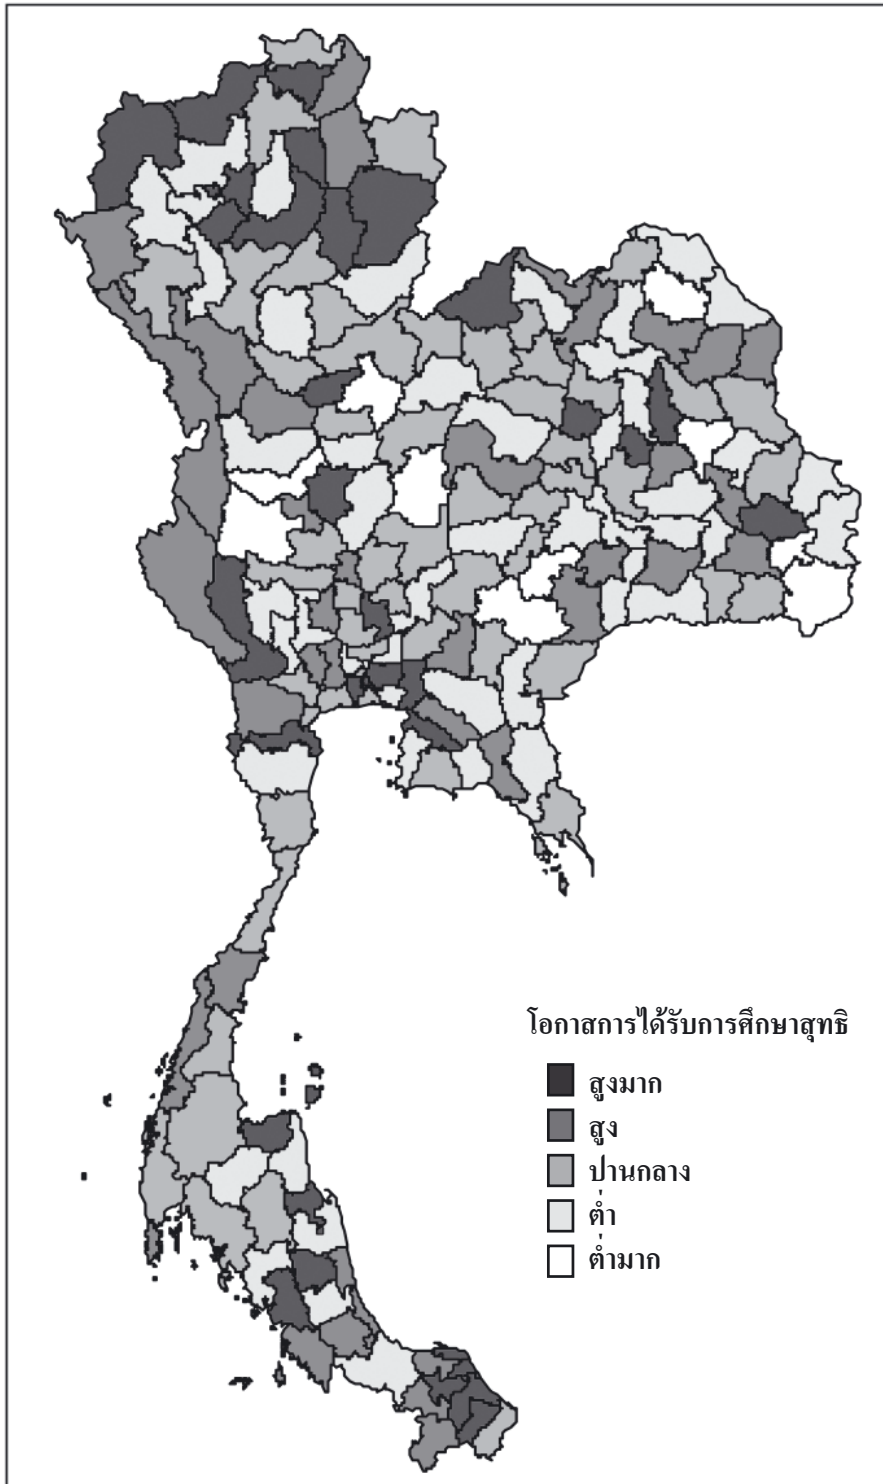 โอกาสการได้รับการศึกษาสุทธิ
สูงมาก
สูง
ปานกลาง
ต่ำ
ต่ำมาก